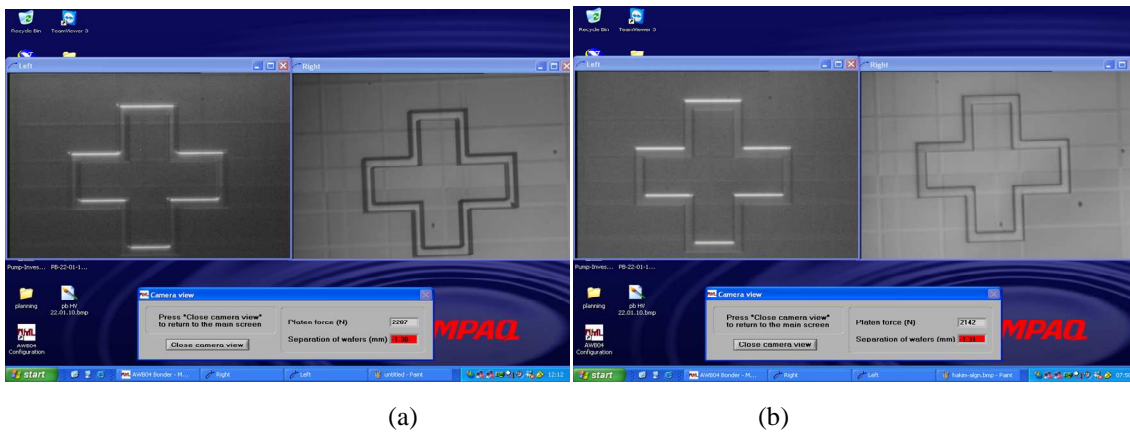 Recycle Bin
TeamViewer 3
Left
Right
Pump-Inves...
PB-22-01-1...
planning
pb HV
22.01.10.bmp
AWB04
Configuration
Camera view
Press "Close camera view"
to return to the main screen
Close camera view
Platen force (N)
2207
Separation of wafers (mm)
MPAQ
start
AWB04 Bonder - M...
Right
Left
untitled - Paint
12:12
(a)
Recycle Bin
TeamViewer 3
Left
Right
Pump-Inves...
PB-22-01-1...
planning
pb HV
22.01.10.bmp
AWB04
Configuration
Camera view
Press "Close camera view"
to return to the main screen
Close camera view
Platen force (N)
2142
Separation of wafers (mm)
MPAQ
start
AWB04 Bonder - M...
Right
Left
hakim-align.bmp - Paint
(b)